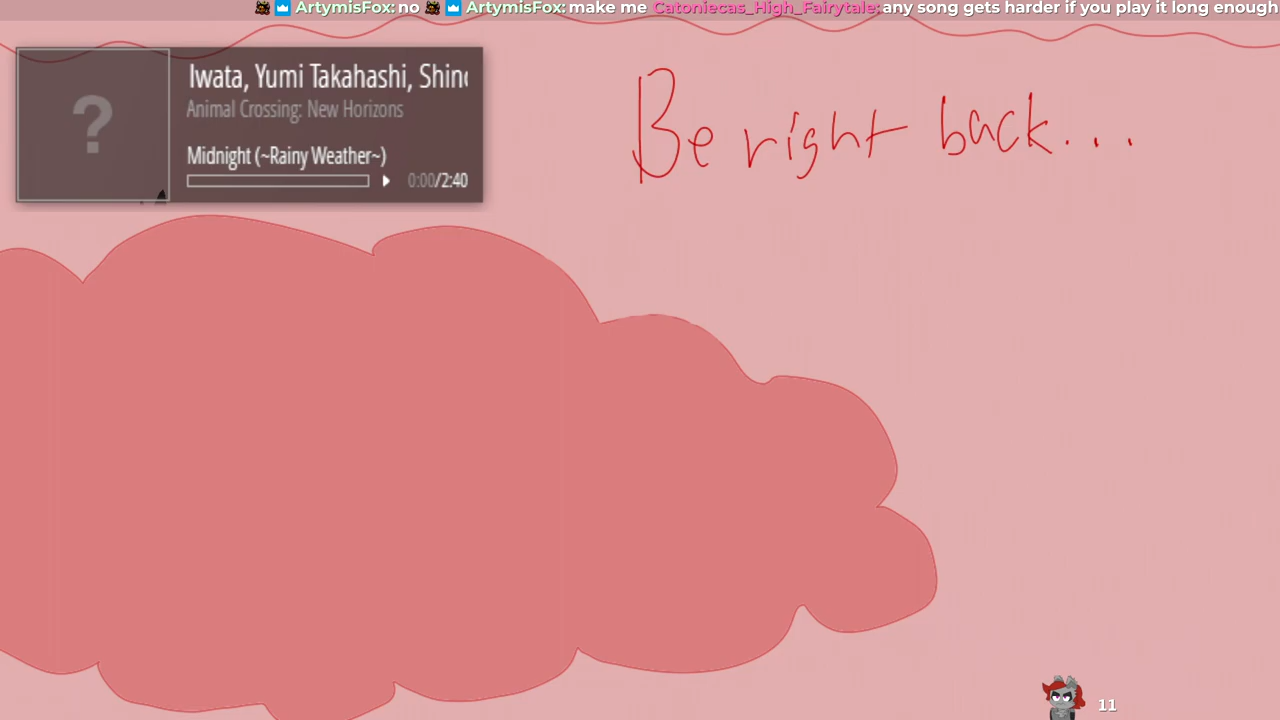 ArtymisFox: no ArtymisFox: make me Catoniecas_High_Fairytale: any song gets harder if you play it long enough
Iwata, Yumi Takahashi, Shin
Animal Crossing: New Horizons
Midnight (~Rainy Weather~)
0:00/2:40
?
Be right back...
11